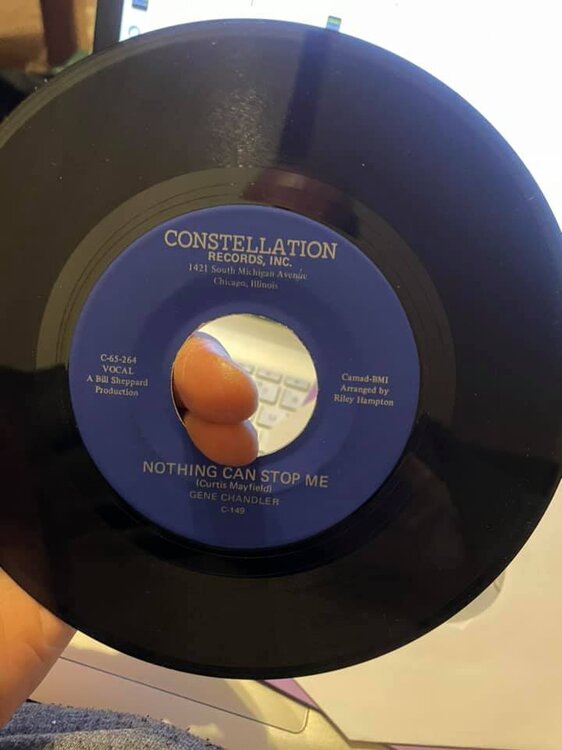 CONSTELLATION
RECORDS, INC.
1421 South Michigan Avenue
Chicago, Illinois
C-65-264
VOCAL
A Bill Sheppard
Production
Camad-BMI
Arranged by
Riley Hampton
NOTHING CAN STOP ME
(Curtis Mayfield)
GENE CHANDLER
C-149